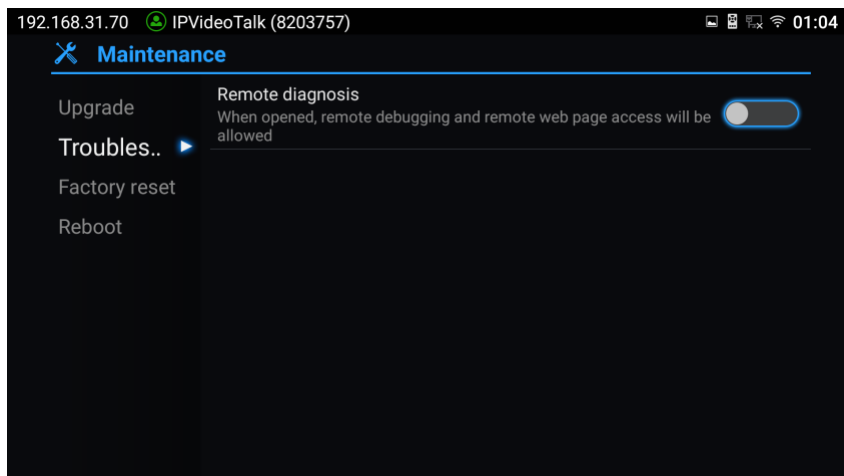 192.168.31.70 IPVideoTalk (8203757) 01:04
Maintenance
Upgrade
Troubles..
Factory reset
Reboot
Remote diagnosis
When opened, remote debugging and remote web page access will be
allowed